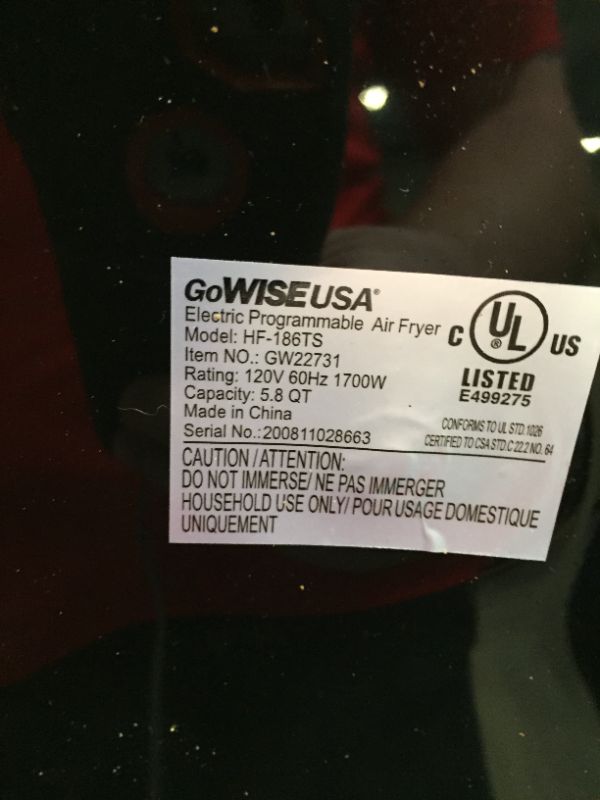 GoWISEUSA®
Electric Programmable Air Fryer
Model: HF-186TS
Item NO.: GW22731
Rating: 120V 60Hz 1700W
Capacity: 5.8 QT
Made in China
Serial No.:200811028663
C UL US
LISTED
E499275
CONFORMS TO UL STD.1026
CERTIFIED TO CSA STD.C 22.2 NO. 64
CAUTION/ATTENTION:
DO NOT IMMERSE/ NE PAS IMMERGER
HOUSEHOLD USE ONLY/ POUR USAGE DOMESTIQUE
UNIQUEMENT